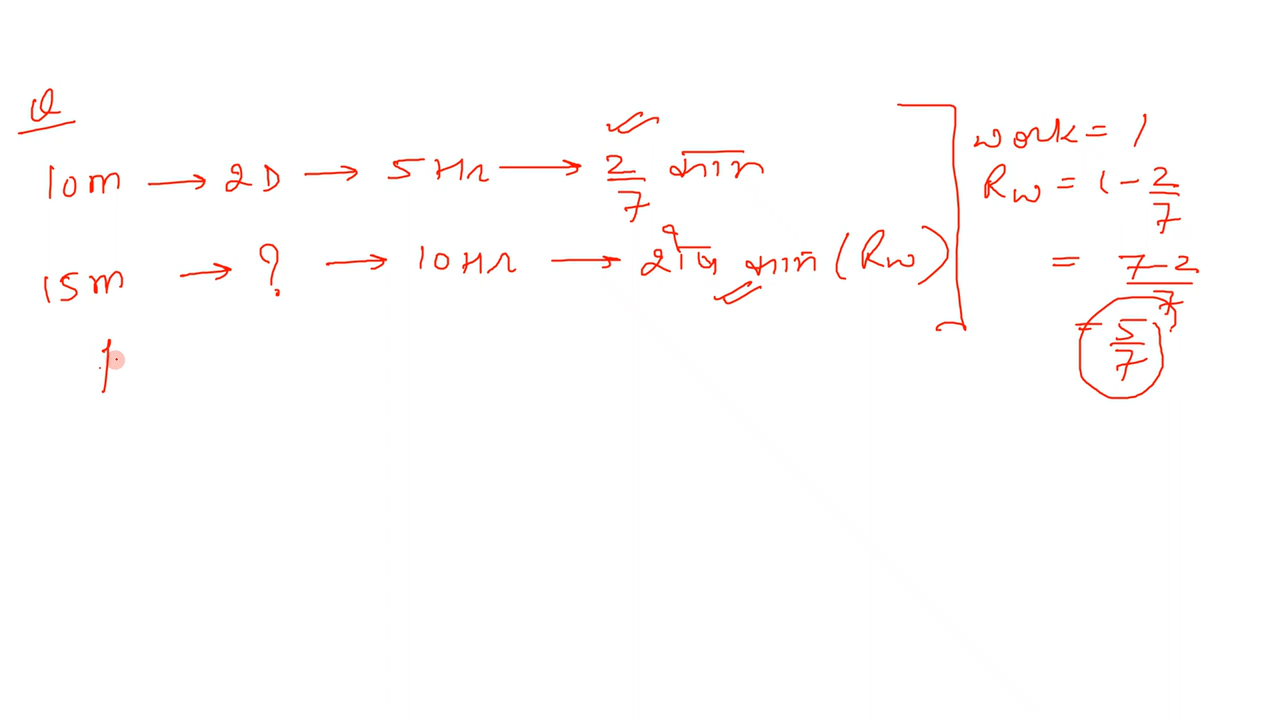 Q
10m → 2D → 5Hr → 2/7 काम
15m → ? → 10Hr → शेष काम (Rw)
work = 1
Rw = 1 - 2/7
= 7-2/7
= 5/7